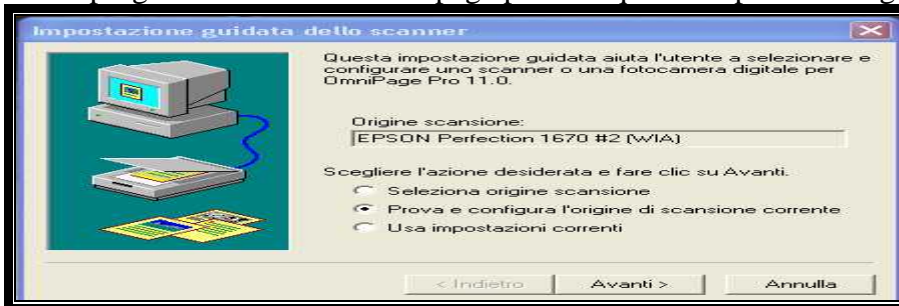 Impostazione guidata dello scanner
Questa impostazione guidata aiuta l'utente a selezionare e
configurare uno scanner o una fotocamera digitale per
OmniPage Pro 11.0.
Origine scansione:
EPSON Perfection 1670 #2 (WIA)
Scegliere l'azione desiderata e fare clic su Avanti.
Seleziona origine scansione
Prova e configura l'origine di scansione corrente
Usa impostazioni correnti
< Indietro
Avanti >
Annulla